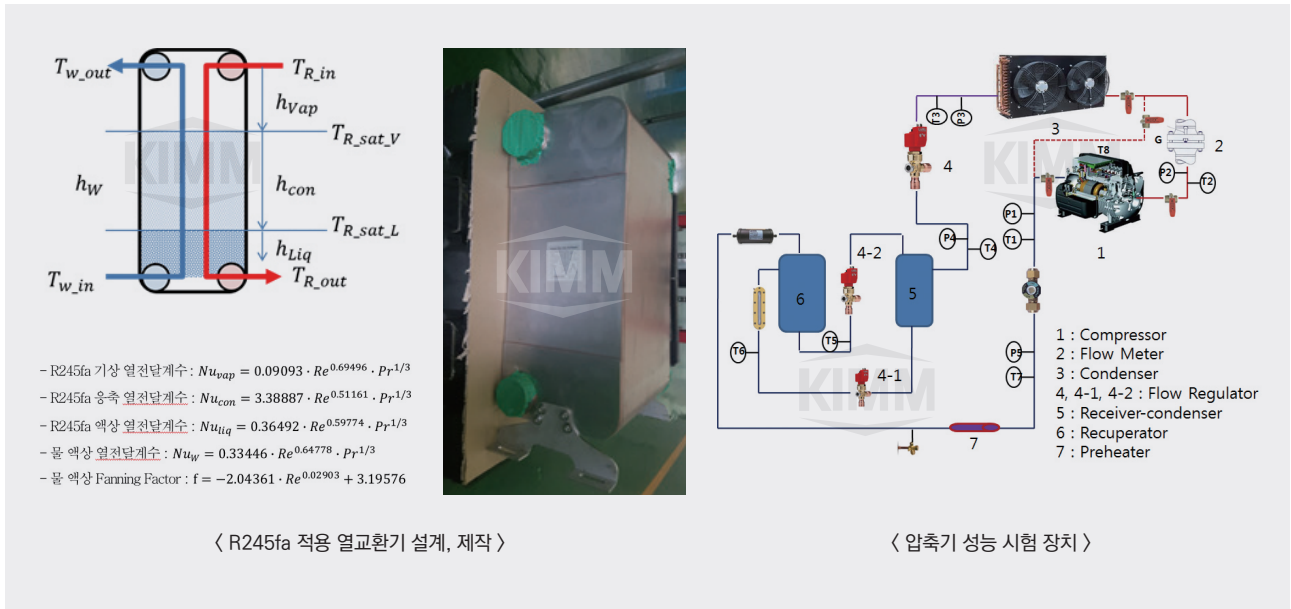 T_w_out
T_R_in
h_Vap
T_R_sat_V
h_W
h_con
T_R_sat_L
h_Liq
T_w_in
T_R_out
KIMM
- R245fa 기상 열전달계수 : Nu_vap = 0.09093 · Re^0.69496 · Pr^1/3
- R245fa 응축 열전달계수 : Nu_con = 3.38887 · Re^0.51161 · Pr^1/3
- R245fa 액상 열전달계수 : Nu_liq = 0.36492 · Re^0.59774 · Pr^1/3
- 물 액상 열전달계수 : Nu_W = 0.33446 · Re^0.64778 · Pr^1/3
- 물 액상 Fanning Factor : f = −2.04361 · Re^0.02903 + 3.19576
KIMM
〈 R245fa 적용 열교환기 설계, 제작 〉
T3
P3
3
4
G
2
T8
P2
T2
P1
T1
1
P4
T4
4-2
6
5
T5
T6
4-1
P5
T7
7
KIMM
KIMM
1 : Compressor
2 : Flow Meter
3 : Condenser
4, 4-1, 4-2 : Flow Regulator
5 : Receiver-condenser
6 : Recuperator
7 : Preheater
〈 압축기 성능 시험 장치 〉